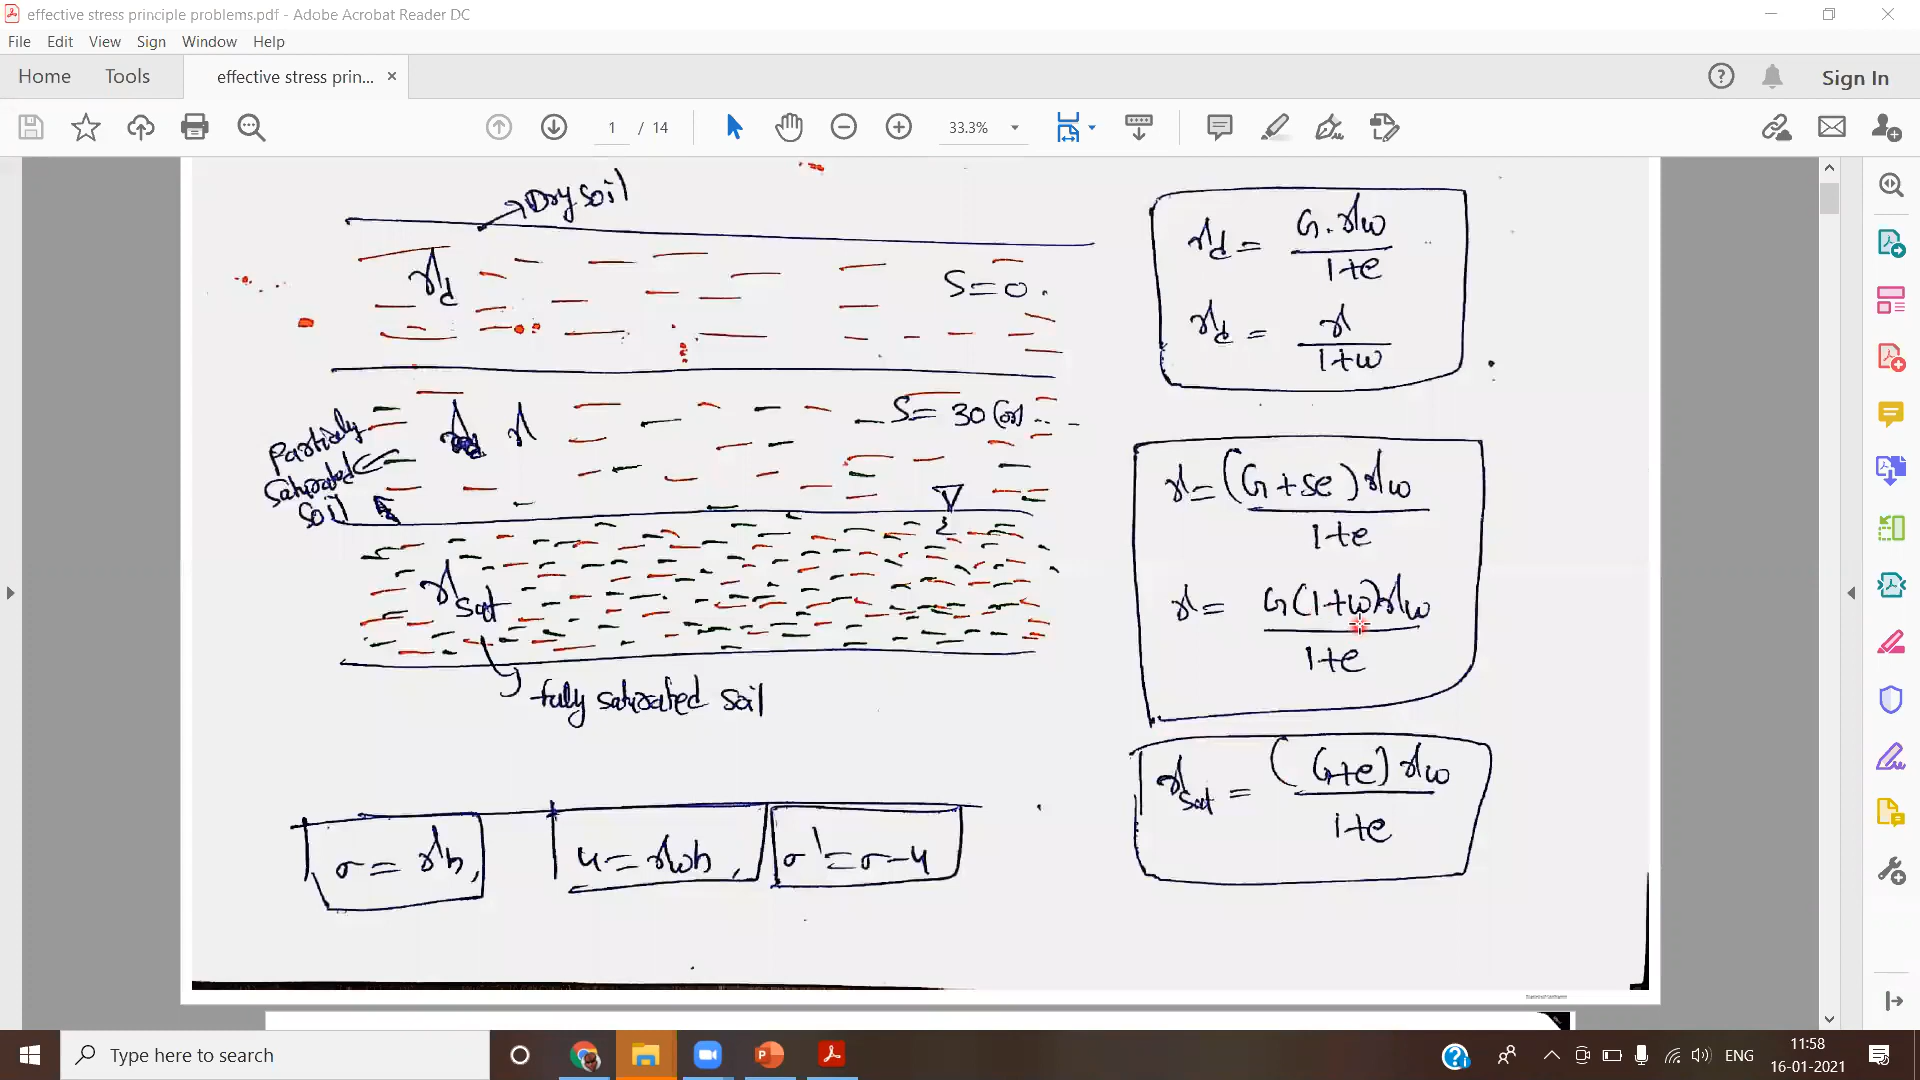 effective stress principle problems.pdf - Adobe Acrobat Reader DC
File Edit View Sign Window Help
Home Tools effective stress prin... × Sign In
1 / 14 33.3%
Dry soil
γd S=0
Partially saturated soil
γ S= 30 (or) ...
γsat
fully saturated soil
σ = γh, u = γwh, σ' = σ-u
γd = G.γw / 1+e
γd = γ / 1+w
γ = (G+se)γw / 1+e
γ = G(1+w)γw / 1+e
γsat = (G+e)γw / 1+e
Type here to search
ENG
11:58
16-01-2021